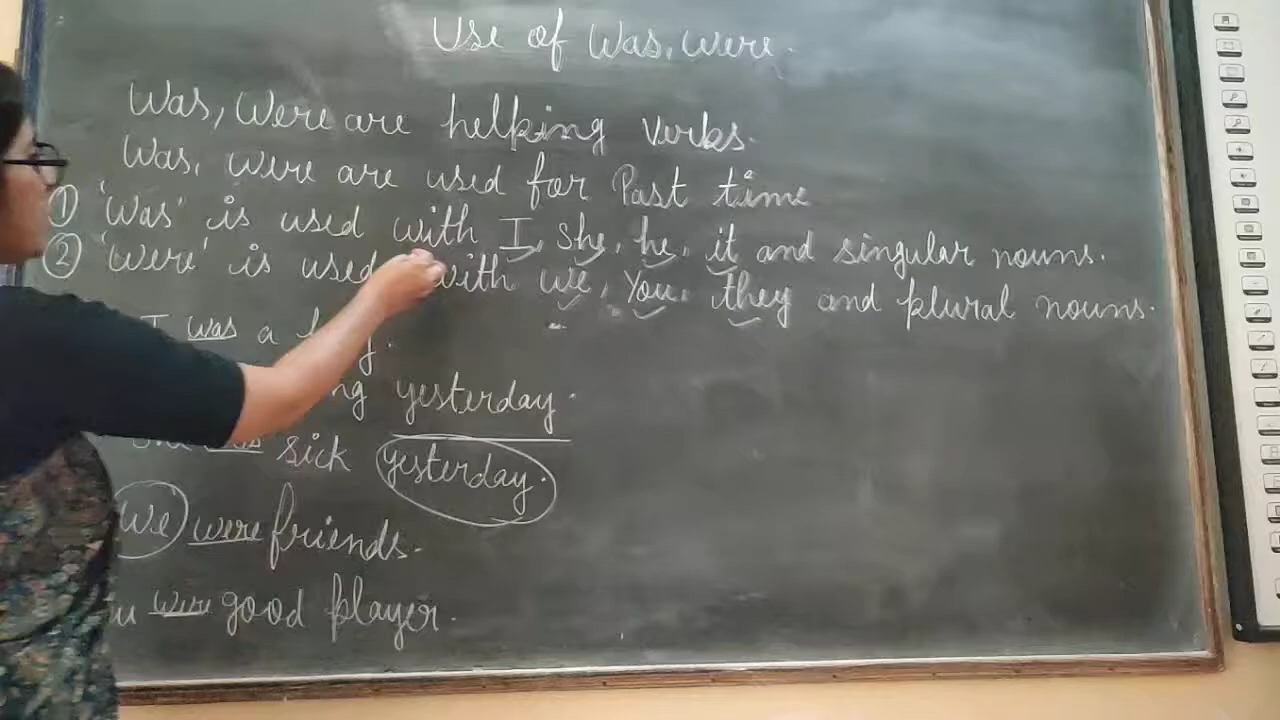 Use of Was, were.
Was, Were are helping verbs.
Was, were are used for Past time
① 'Was' is used with I, She, he, it and singular nouns.
② 'Were' is used with we, You, they and plural nouns.
I was a
yesterday.
sick yesterday.
We were friends.
were good player.